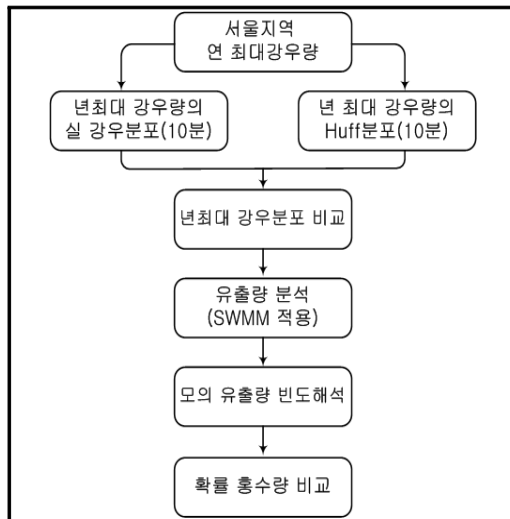 서울지역
연 최대강우량
년최대 강우량의
실 강우분포(10분)
년 최대 강우량의
Huff분포(10분)
년최대 강우분포 비교
유출량 분석
(SWMM 적용)
모의 유출량 빈도해석
확률 홍수량 비교